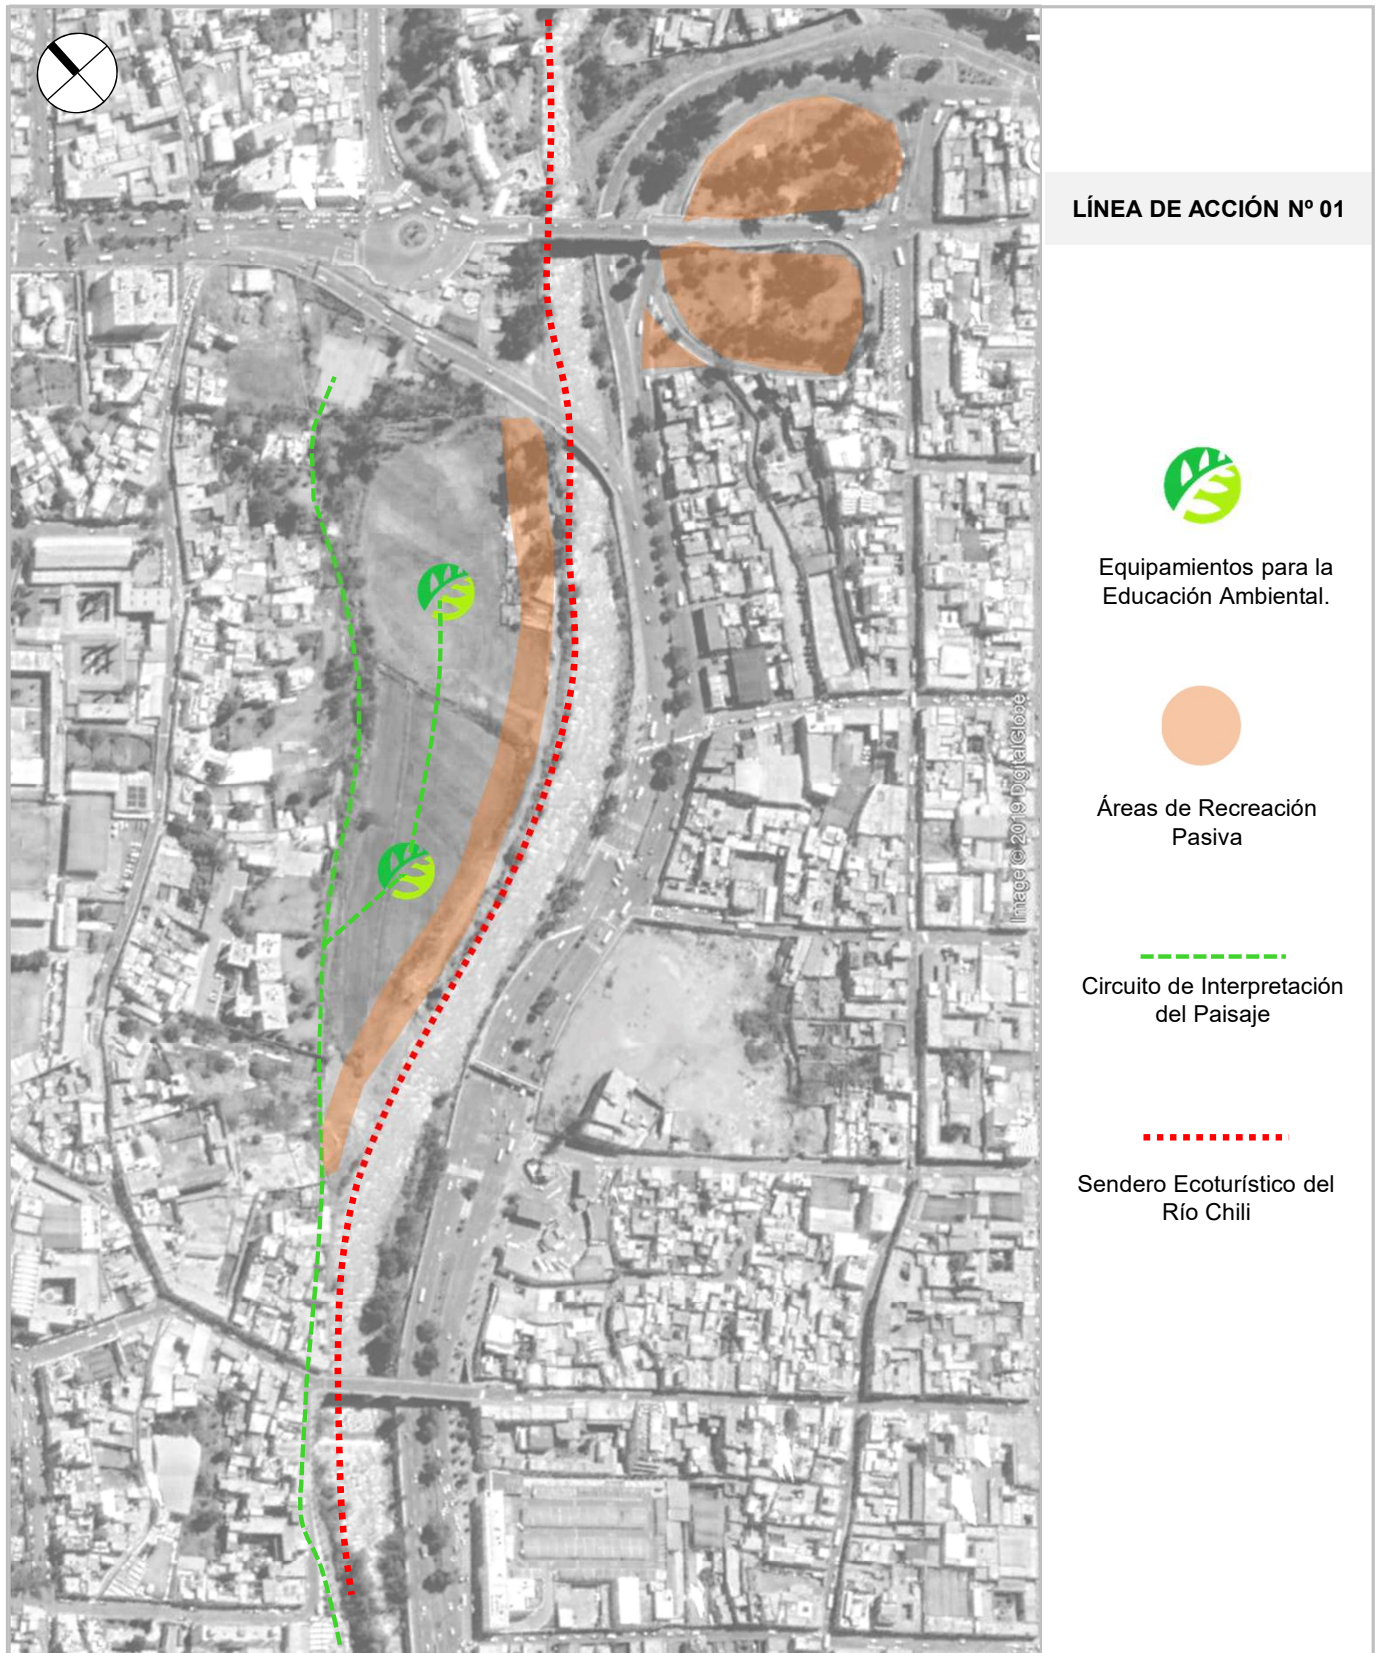 LÍNEA DE ACCIÓN Nº 01
Equipamientos para la
Educación Ambiental.
Áreas de Recreación
Pasiva
Circuito de Interpretación
del Paisaje
Sendero Ecoturístico del
Río Chili
Image © 2019 DigitalGlobe